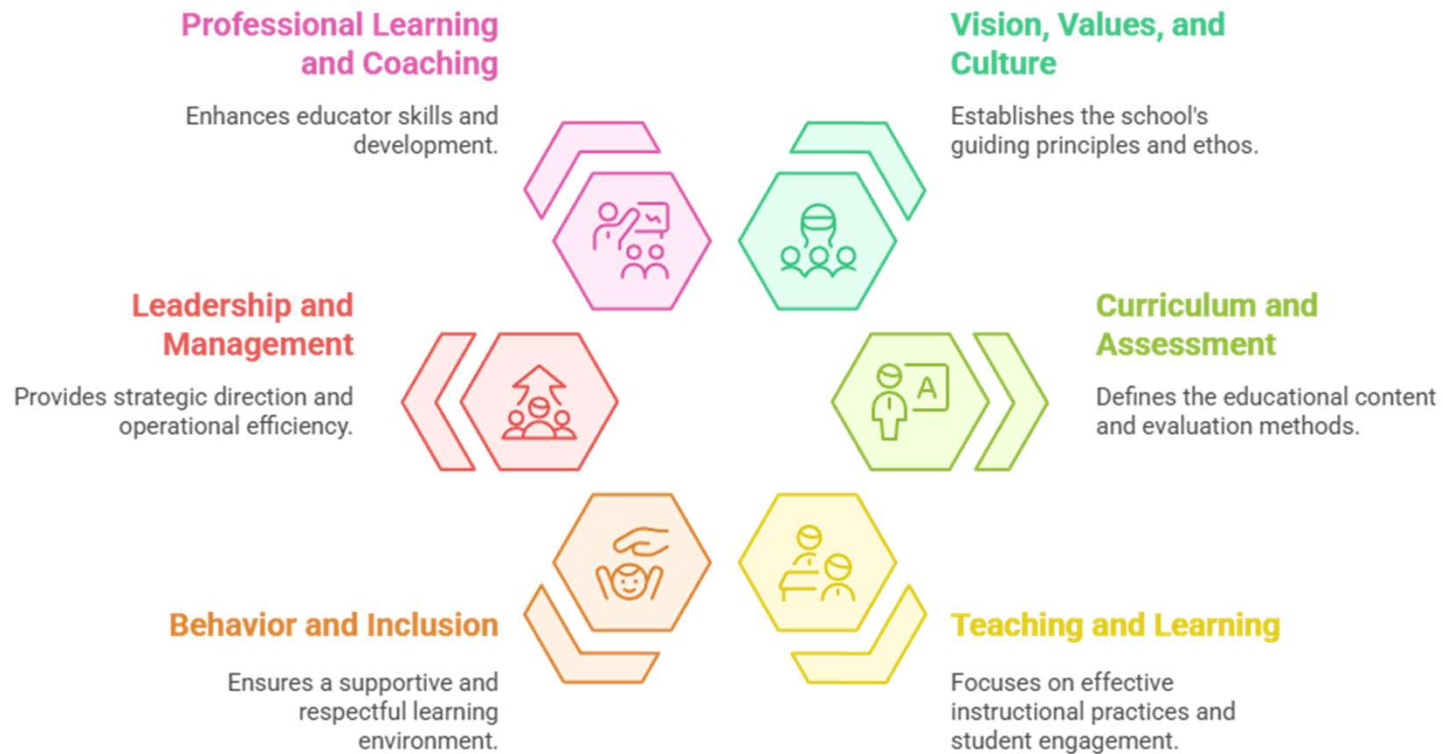 Professional Learning
and Coaching
Enhances educator skills and
development.
Vision, Values, and
Culture
Establishes the school's
guiding principles and ethos.
Leadership and
Management
Provides strategic direction and
operational efficiency.
Curriculum and
Assessment
Defines the educational content
and evaluation methods.
A
Behavior and Inclusion
Ensures a supportive and
respectful learning
environment.
Teaching and Learning
Focuses on effective
instructional practices and
student engagement.